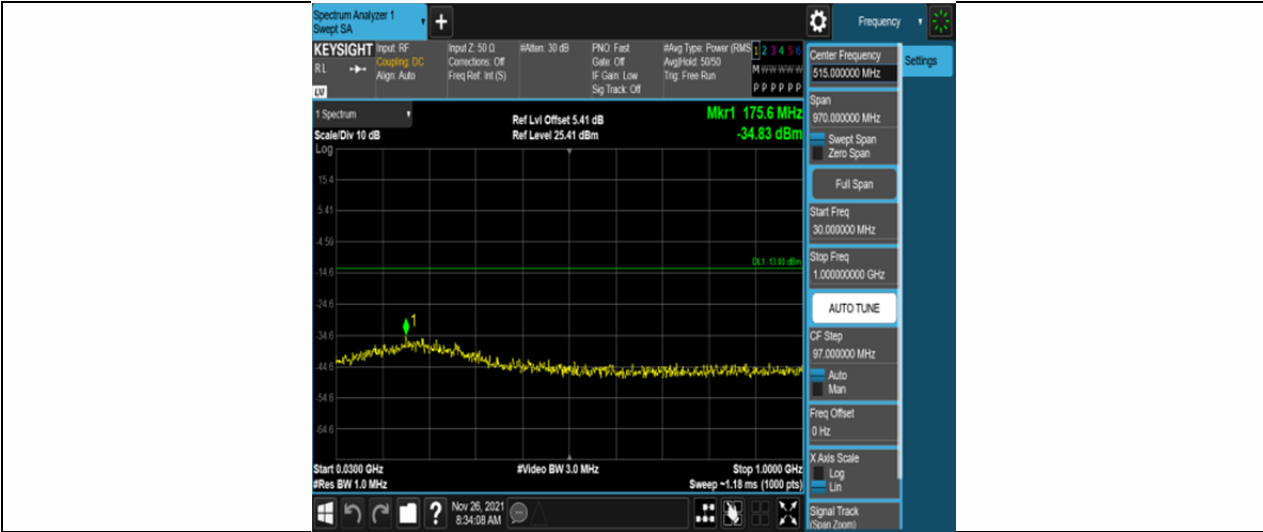 Spectrum Analyzer 1
Swept SA
+
Frequency
KEYSIGHT
Input: RF
Coupling: DC
Align: Auto
RL
LV
Input Z: 50 Ω
Corrections: Off
Freq Ref: Int (S)
#Atten: 30 dB
PNO: Fast
Gate: Off
IF Gain: Low
Sig Track: Off
#Avg Type: Power (RMS
Avg|Hold: 50/50
Trig: Free Run
1 2 3 4 5 6
M W W W W W
P P P P P P
Center Frequency
515.000000 MHz
Settings
Span
970.000000 MHz
Swept Span
Zero Span
Full Span
Start Freq
30.000000 MHz
Stop Freq
1.000000000 GHz
AUTO TUNE
CF Step
97.000000 MHz
Auto
Man
Freq Offset
0 Hz
X Axis Scale
Log
Lin
Signal Track
(Span Zoom)
1 Spectrum
Scale/Div 10 dB
Ref Lvl Offset 5.41 dB
Ref Level 25.41 dBm
Mkr1 175.6 MHz
-34.83 dBm
Log
15.4
5.41
-4.59
DL1 -13.00 dBm
-14.6
-24.6
1
-34.6
-44.6
-54.6
-64.6
Start 0.0300 GHz
#Video BW 3.0 MHz
Stop 1.0000 GHz
#Res BW 1.0 MHz
Sweep ~1.18 ms (1000 pts)
?
Nov 26, 2021
8:34:08 AM